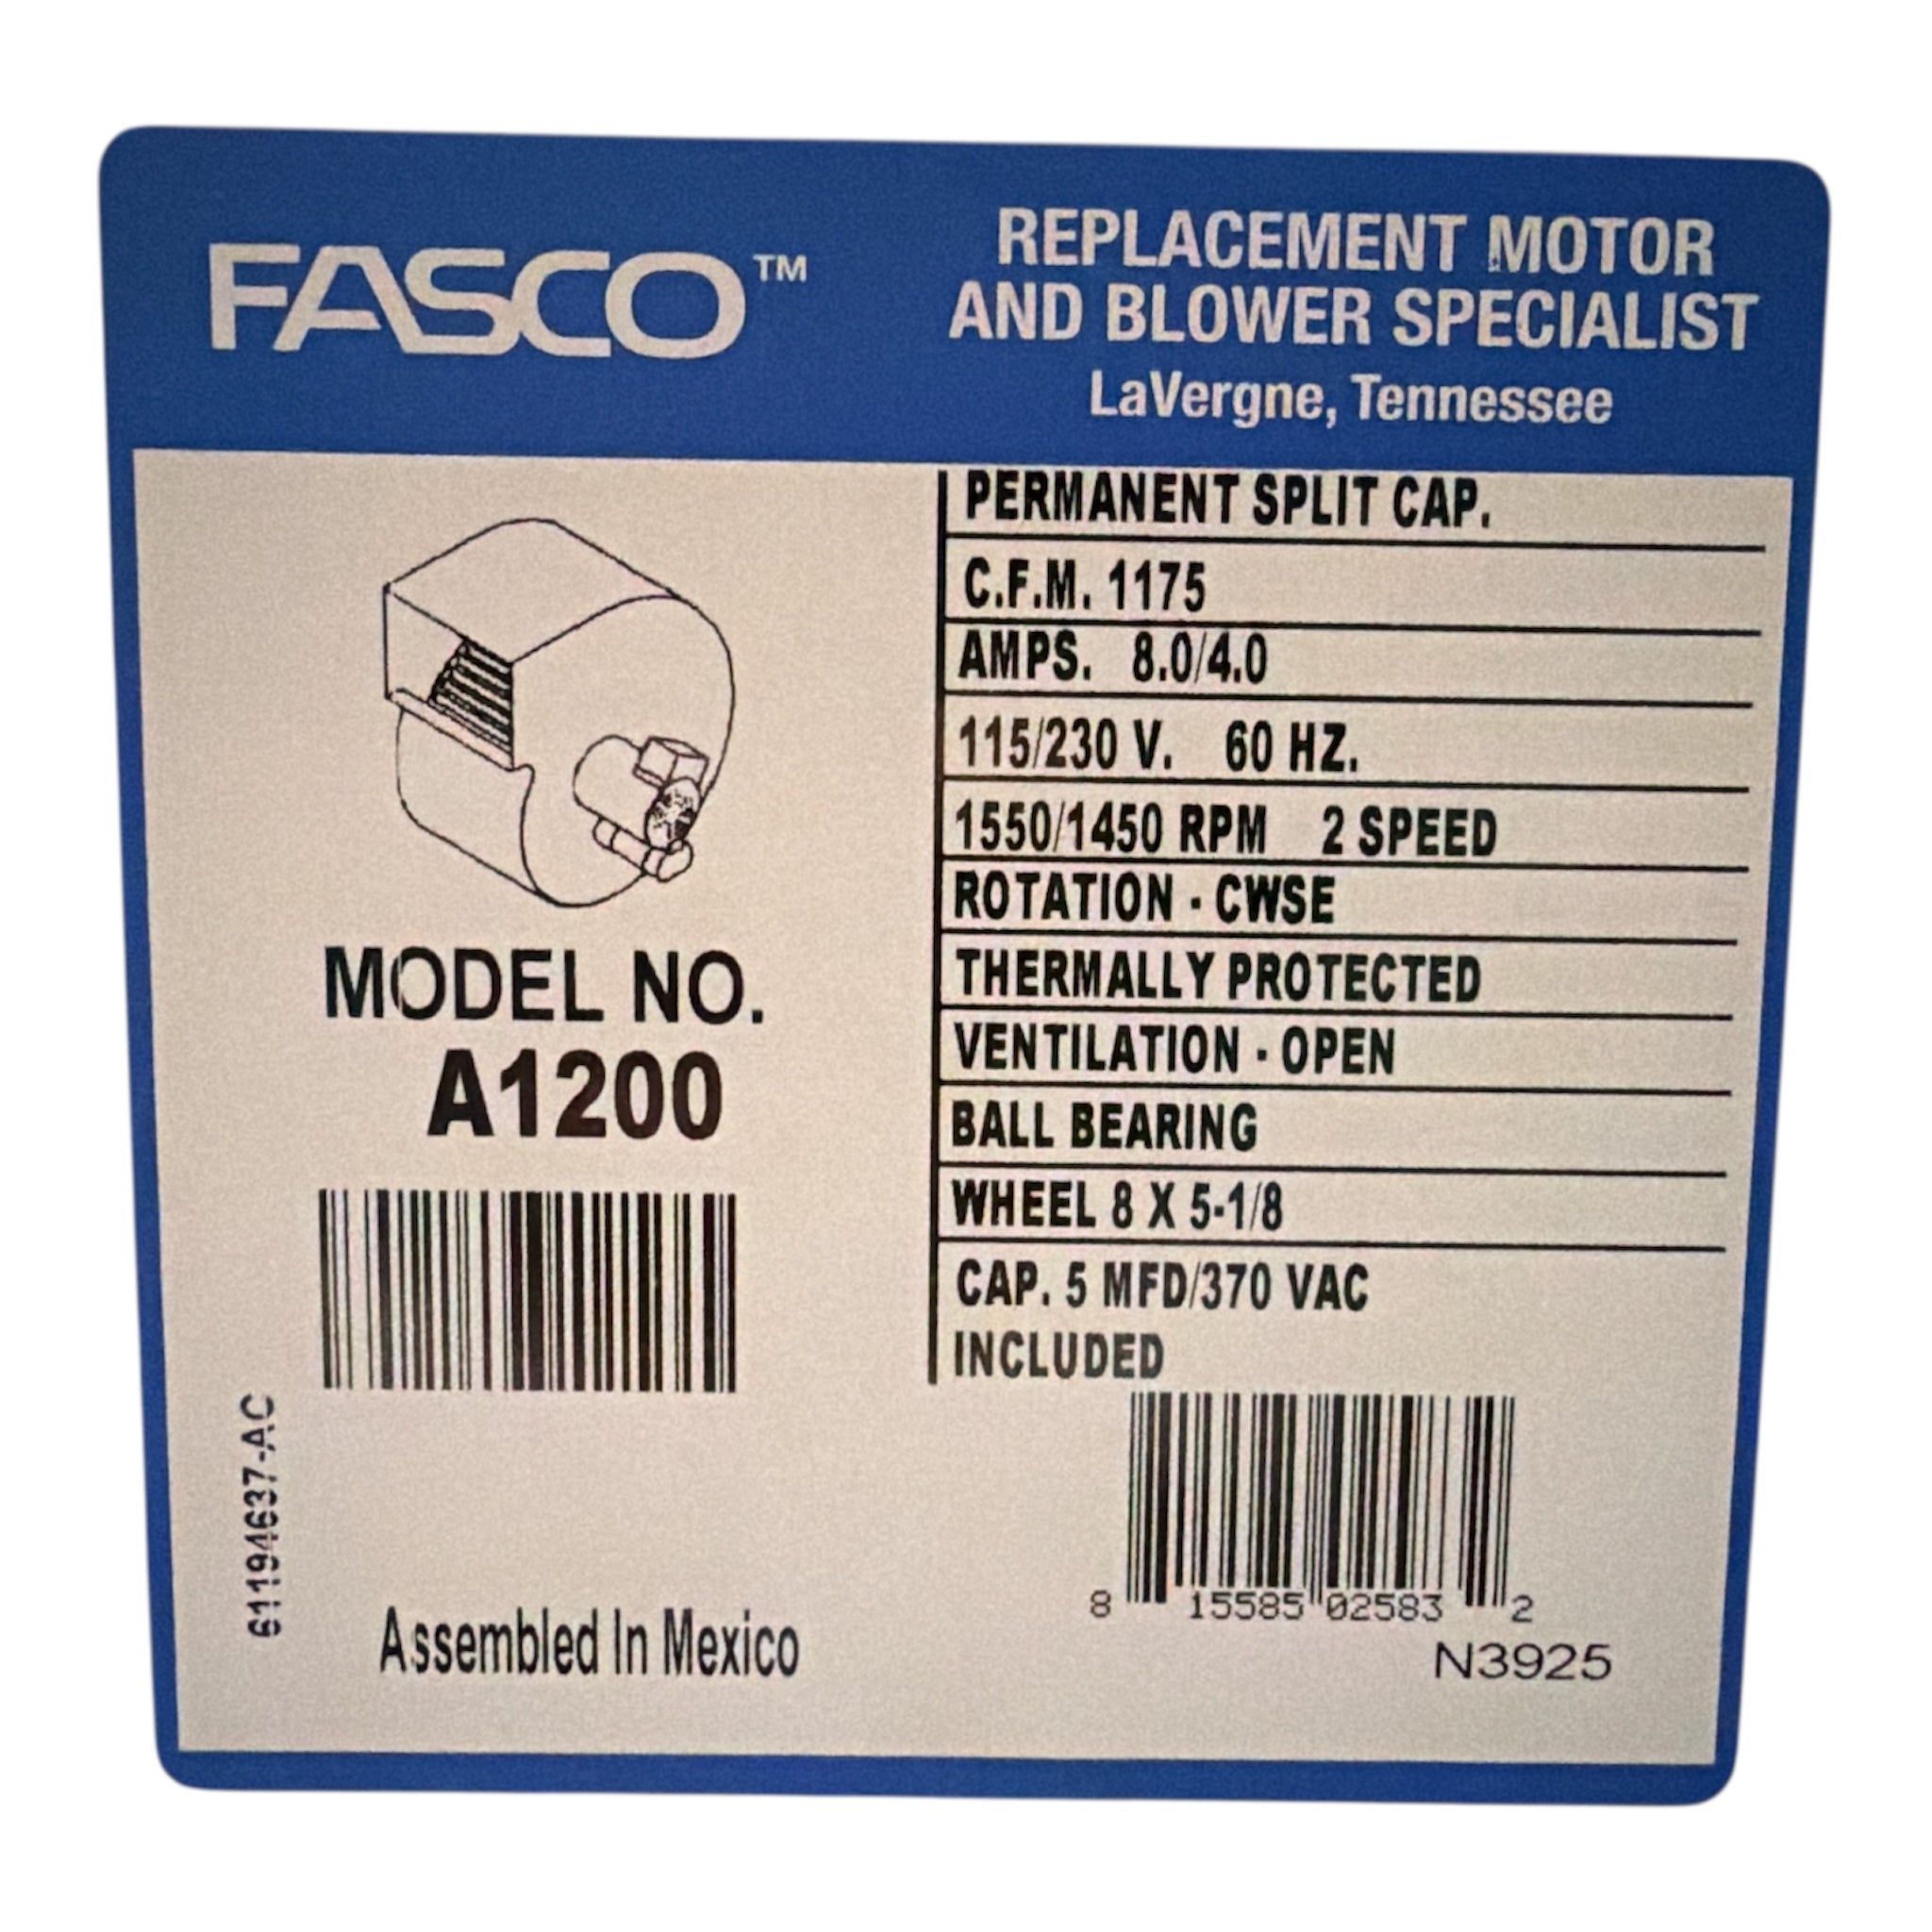 FASCO™
REPLACEMENT MOTOR
AND BLOWER SPECIALIST
LaVergne, Tennessee
MODEL NO.
A1200
61194637-AC
Assembled In Mexico
PERMANENT SPLIT CAP.
C.F.M. 1175
AMPS. 8.0/4.0
115/230 V. 60 HZ.
1550/1450 RPM 2 SPEED
ROTATION - CWSE
THERMALLY PROTECTED
VENTILATION - OPEN
BALL BEARING
WHEEL 8 X 5-1/8
CAP. 5 MFD/370 VAC
INCLUDED
8 15585 02583 2
N3925